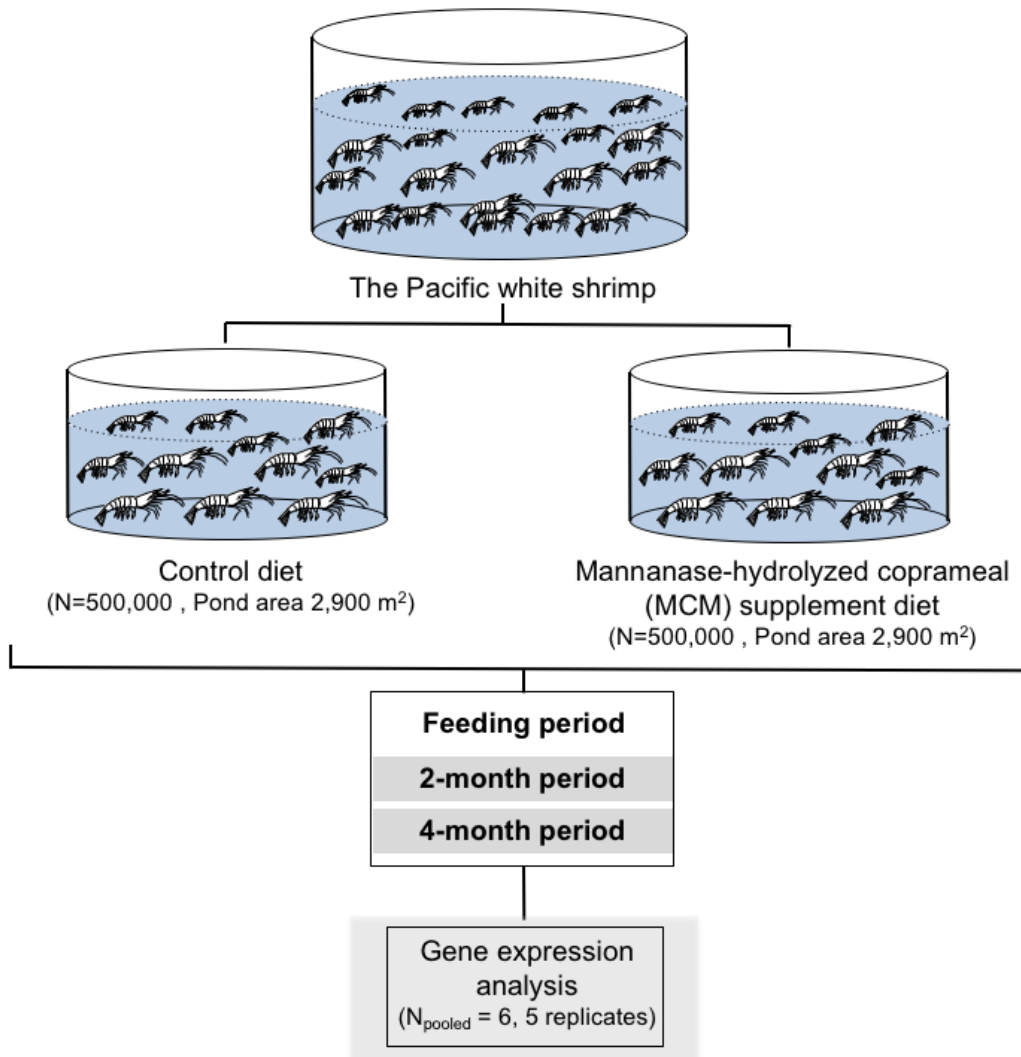 The Pacific white shrimp
Control diet
(N=500,000 , Pond area 2,900 m²)
Mannanase-hydrolyzed coprameal
(MCM) supplement diet
(N=500,000 , Pond area 2,900 m²)
Feeding period
2-month period
4-month period
Gene expression
analysis
(Npooled = 6, 5 replicates)